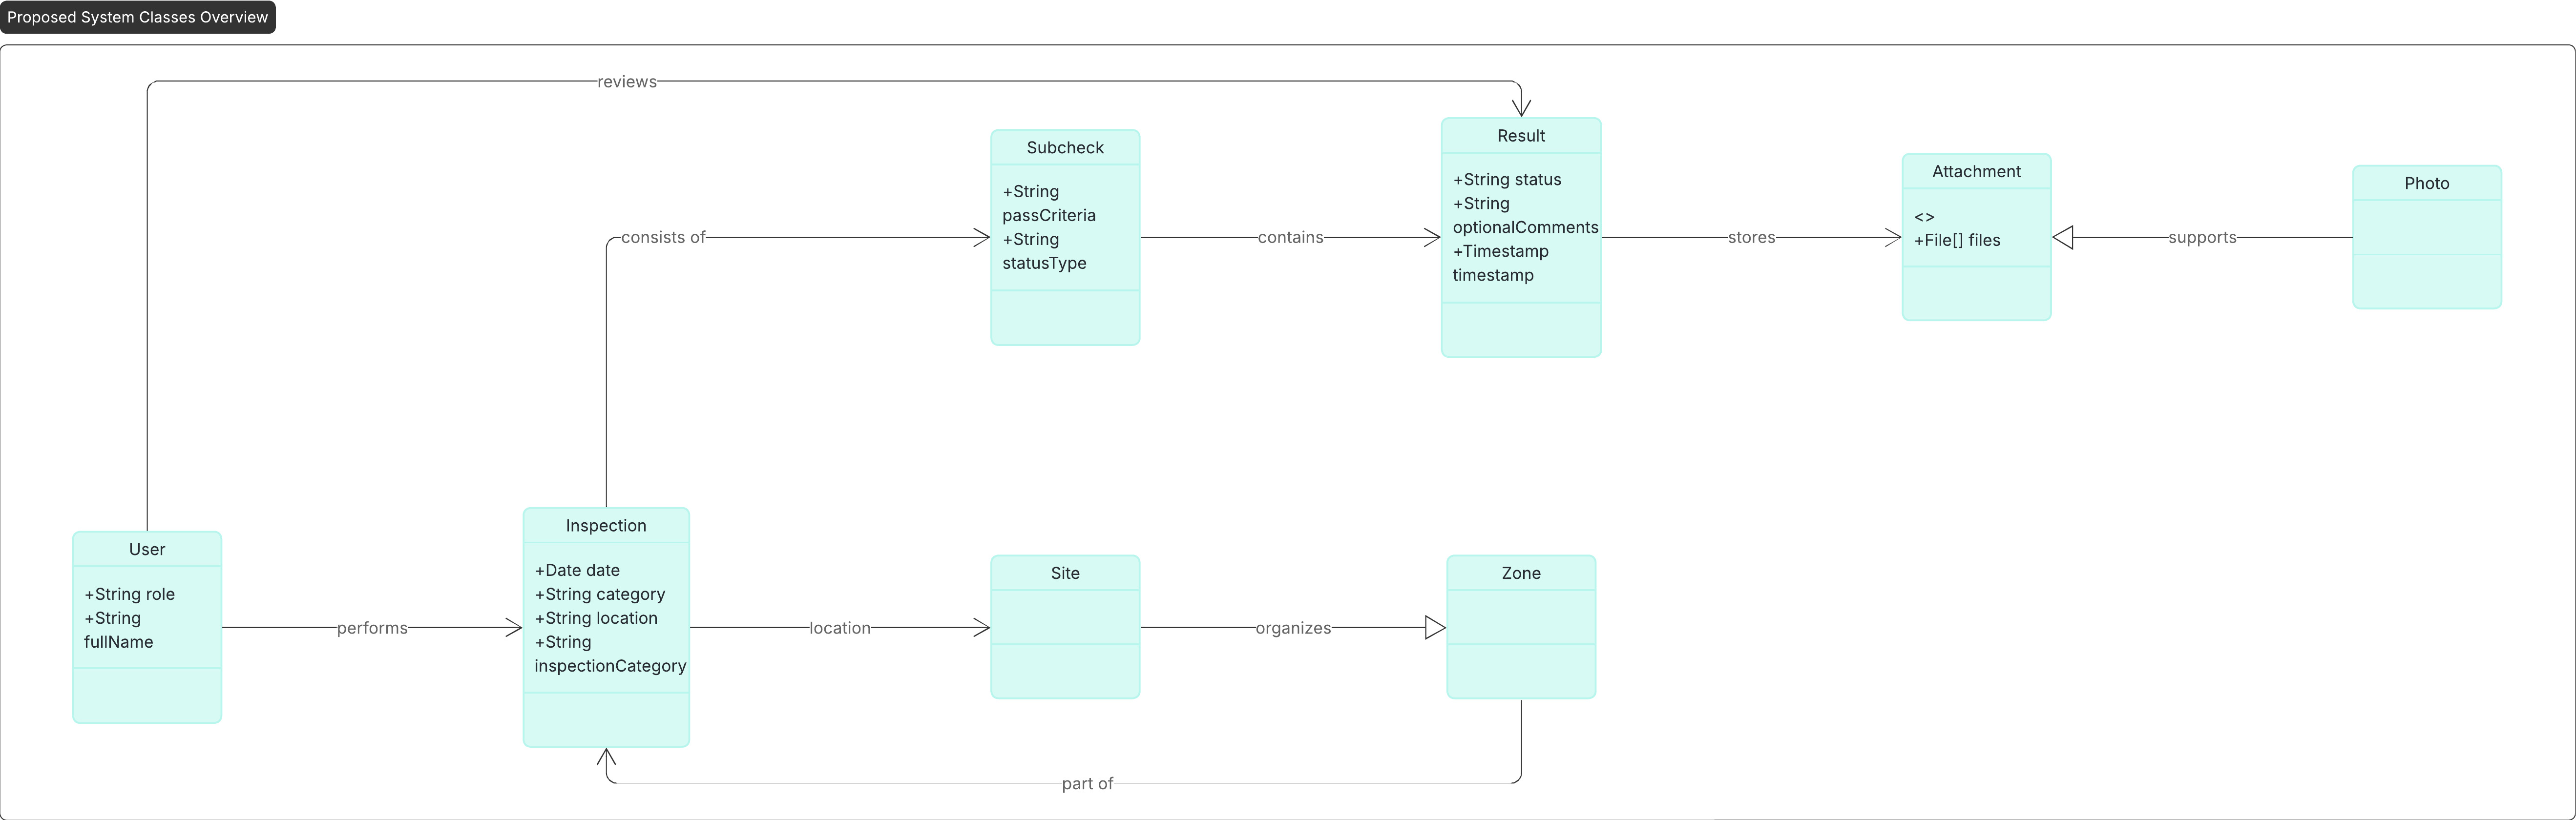 Proposed System Classes Overview
reviews
Subcheck
+String
passCriteria
+String
statusType
Result
+String status
+String
optionalComments
+Timestamp
timestamp
Attachment
<>
+File[] files
Photo
consists of
contains
stores
supports
User
+String role
+String
fullName
Inspection
+Date date
+String category
+String location
+String
inspectionCategory
Site
Zone
performs
location
organizes
part of